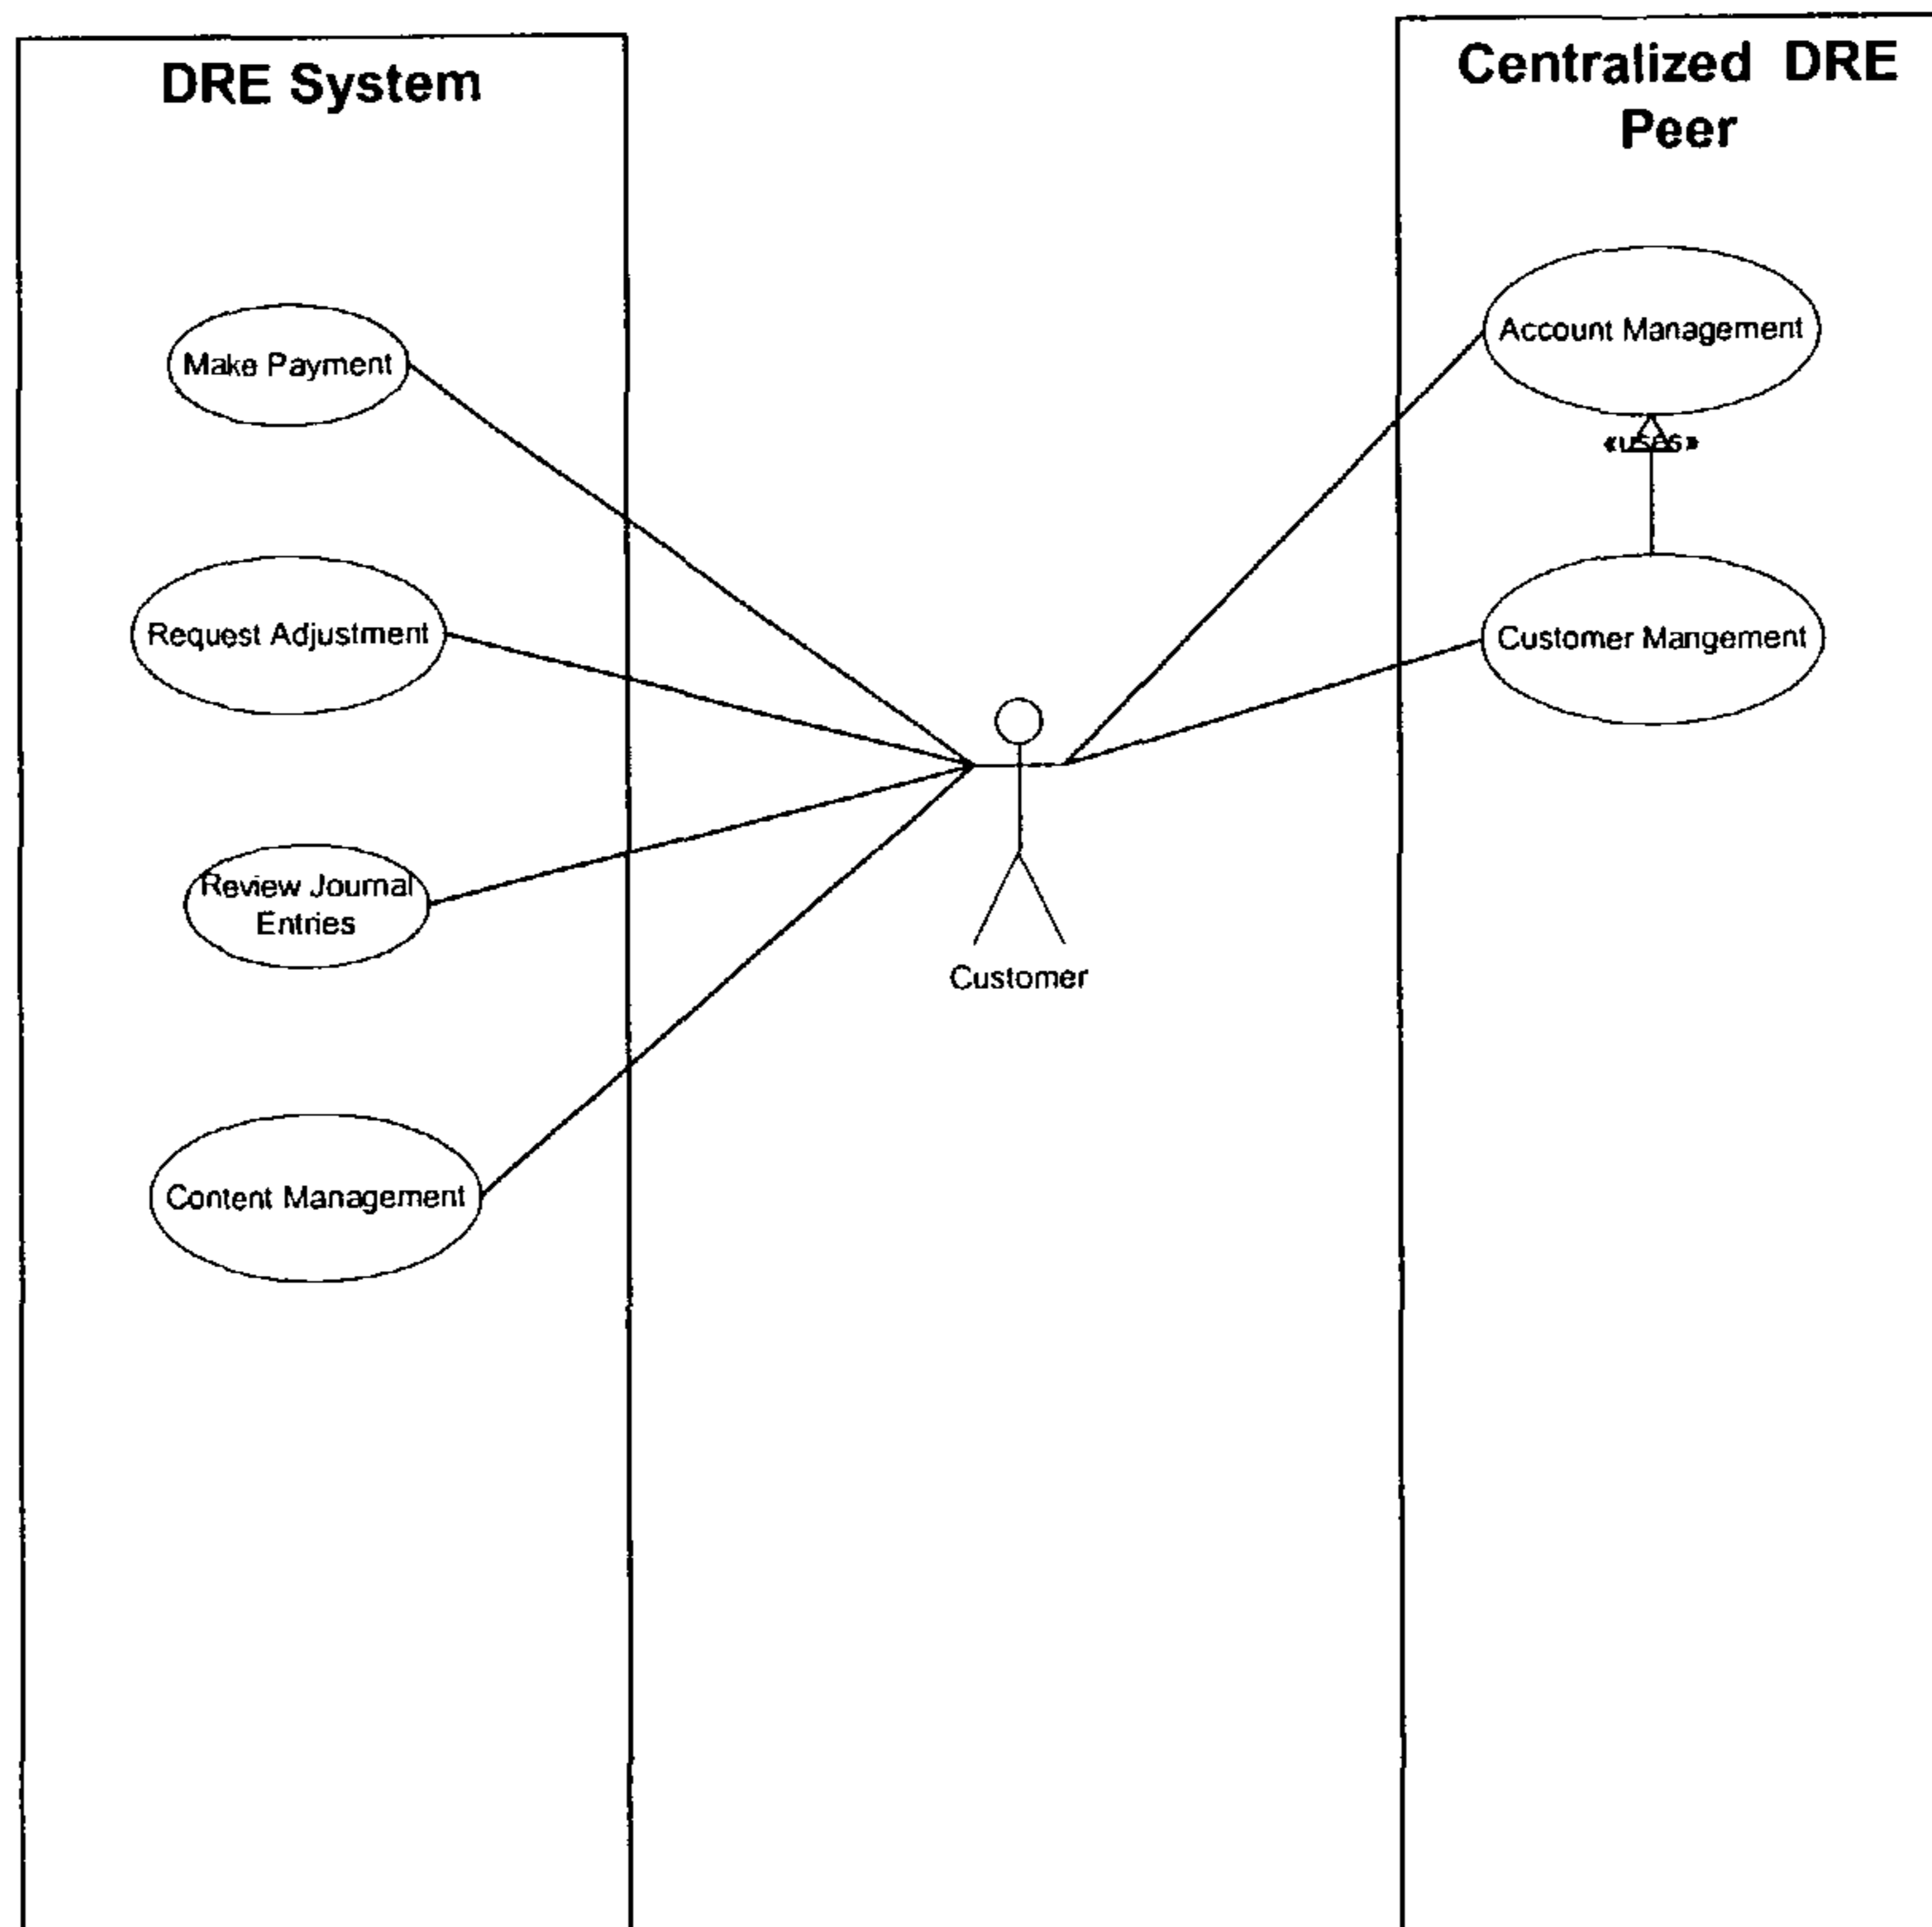 DRE System
Make Payment
Request Adjustment
Review Journal
Entries
Content Management
Customer
Centralized DRE
Peer
Account Management
«uses»
Customer Mangement